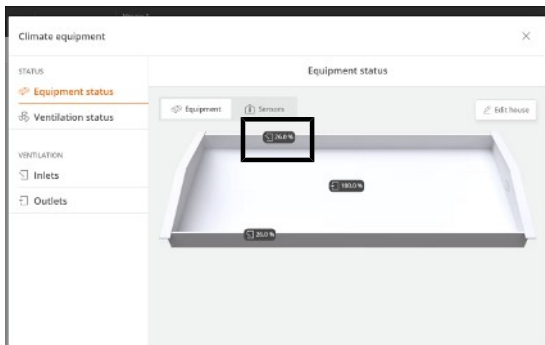 Climate equipment
STATUS
Equipment status
Ventilation status
VENTILATION
Inlets
Outlets
Equipment status
Equipment
Sensors
Edit house
26.0 %
100.0 %
26.0 %